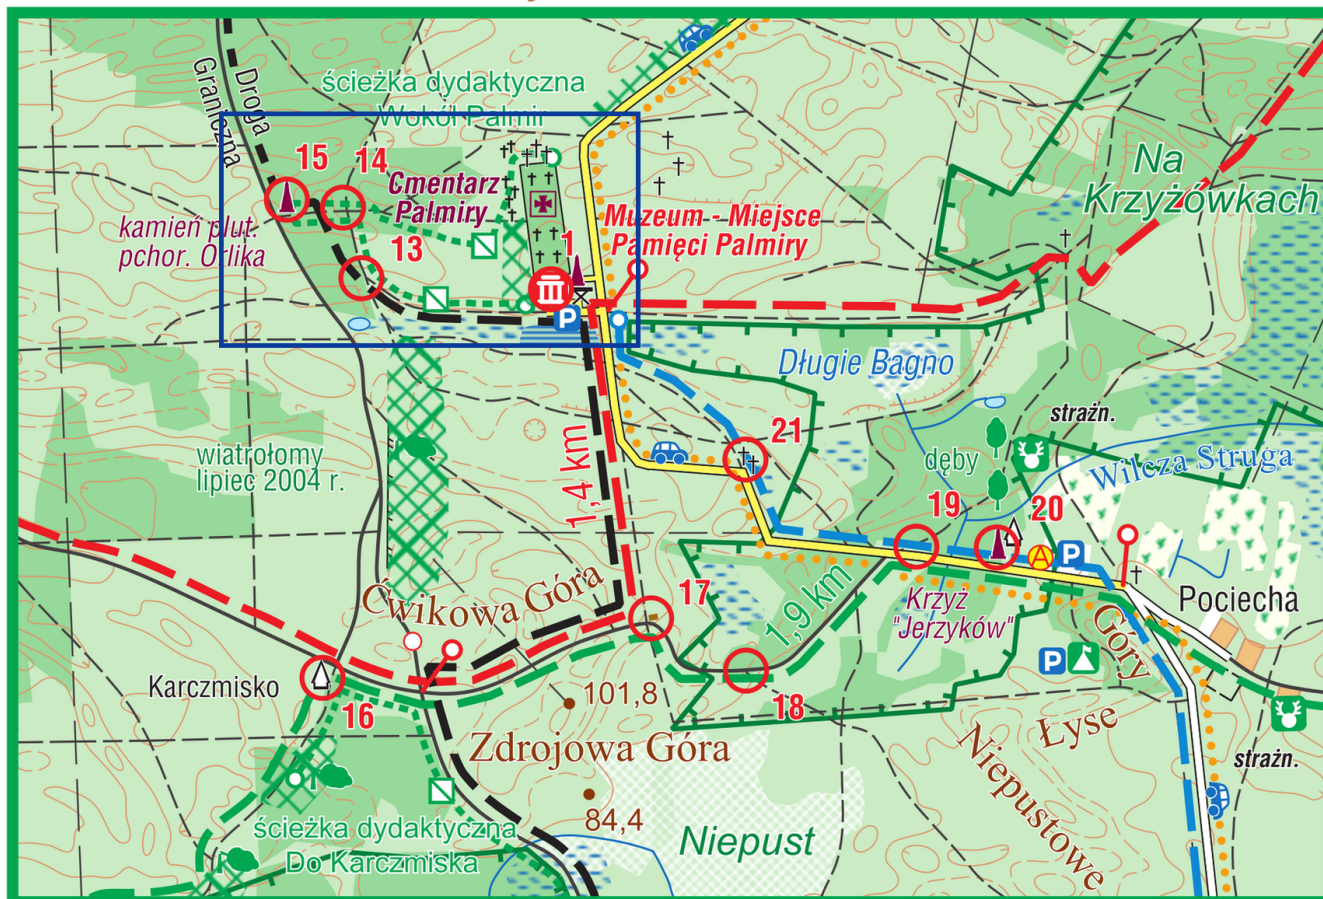 Droga
Graniczna
ścieżka dydaktyczna
Wokół Palmir
15
14
Cmentarz
Palmiry
kamień plut.
pchor. Orlika
13
1
Muzeum - Miejsce
Pamięci Palmiry
Na
Krzyżówkach
P
Długie Bagno
strażn.
wiatrołomy
lipiec 2004 r.
1,4 km
21
dęby
Wilcza Struga
19
20
A
P
Ćwikowa Góra
17
1,9 km
Krzyż
"Jerzyków"
Pociecha
Góry
P
Karczmisko
16
101,8
18
Łyse
Zdrojowa Góra
Niepustowe
strażn.
84,4
ścieżka dydaktyczna
Do Karczmiska
Niepust